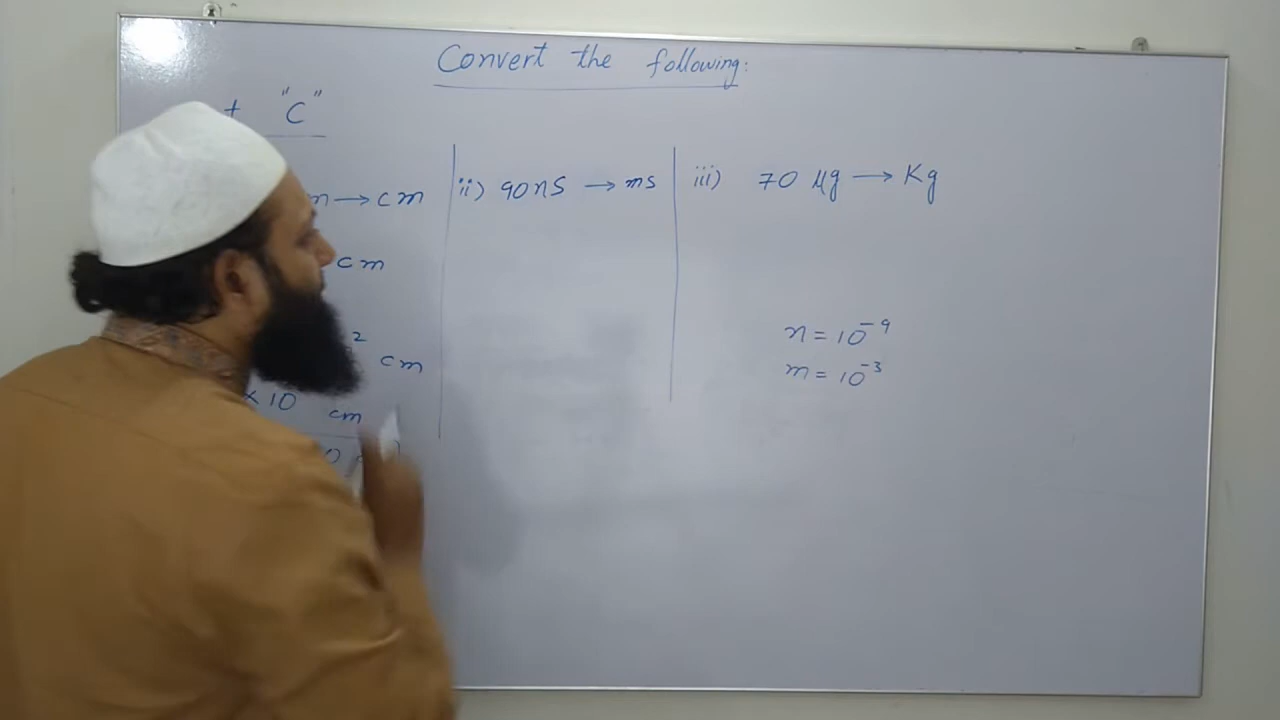 Convert the following:
"C"
→ cm
cm
2
cm
× 10 cm
ii) 90 nS → ms
iii) 70 μg → Kg
n = 10⁻⁹
m = 10⁻³